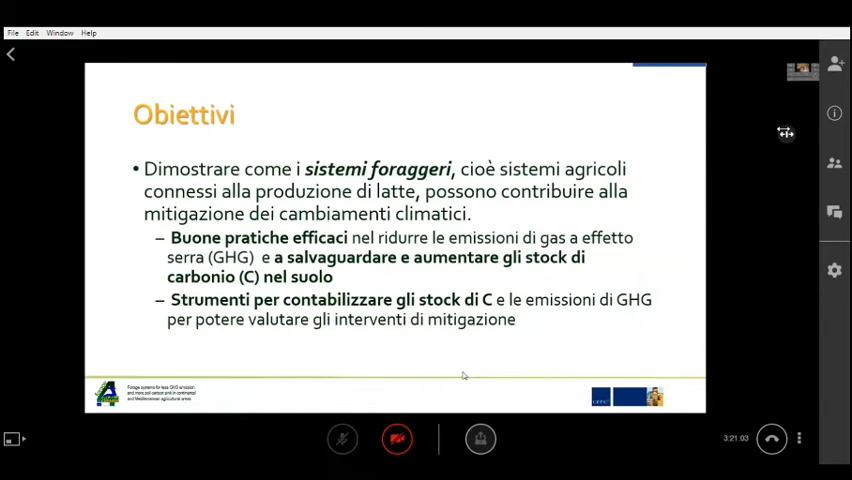 File Edit Window Help
Obiettivi
• Dimostrare come i sistemi foraggeri, cioè sistemi agricoli
connessi alla produzione di latte, possono contribuire alla
mitigazione dei cambiamenti climatici.
– Buone pratiche efficaci nel ridurre le emissioni di gas a effetto
serra (GHG) e a salvaguardare e aumentare gli stock di
carbonio (C) nel suolo
– Strumenti per contabilizzare gli stock di C e le emissioni di GHG
per potere valutare gli interventi di mitigazione
Forage systems for less GHG emission
and more soil carbon sink in continental
and Mediterranean agricultural areas
3:21:03